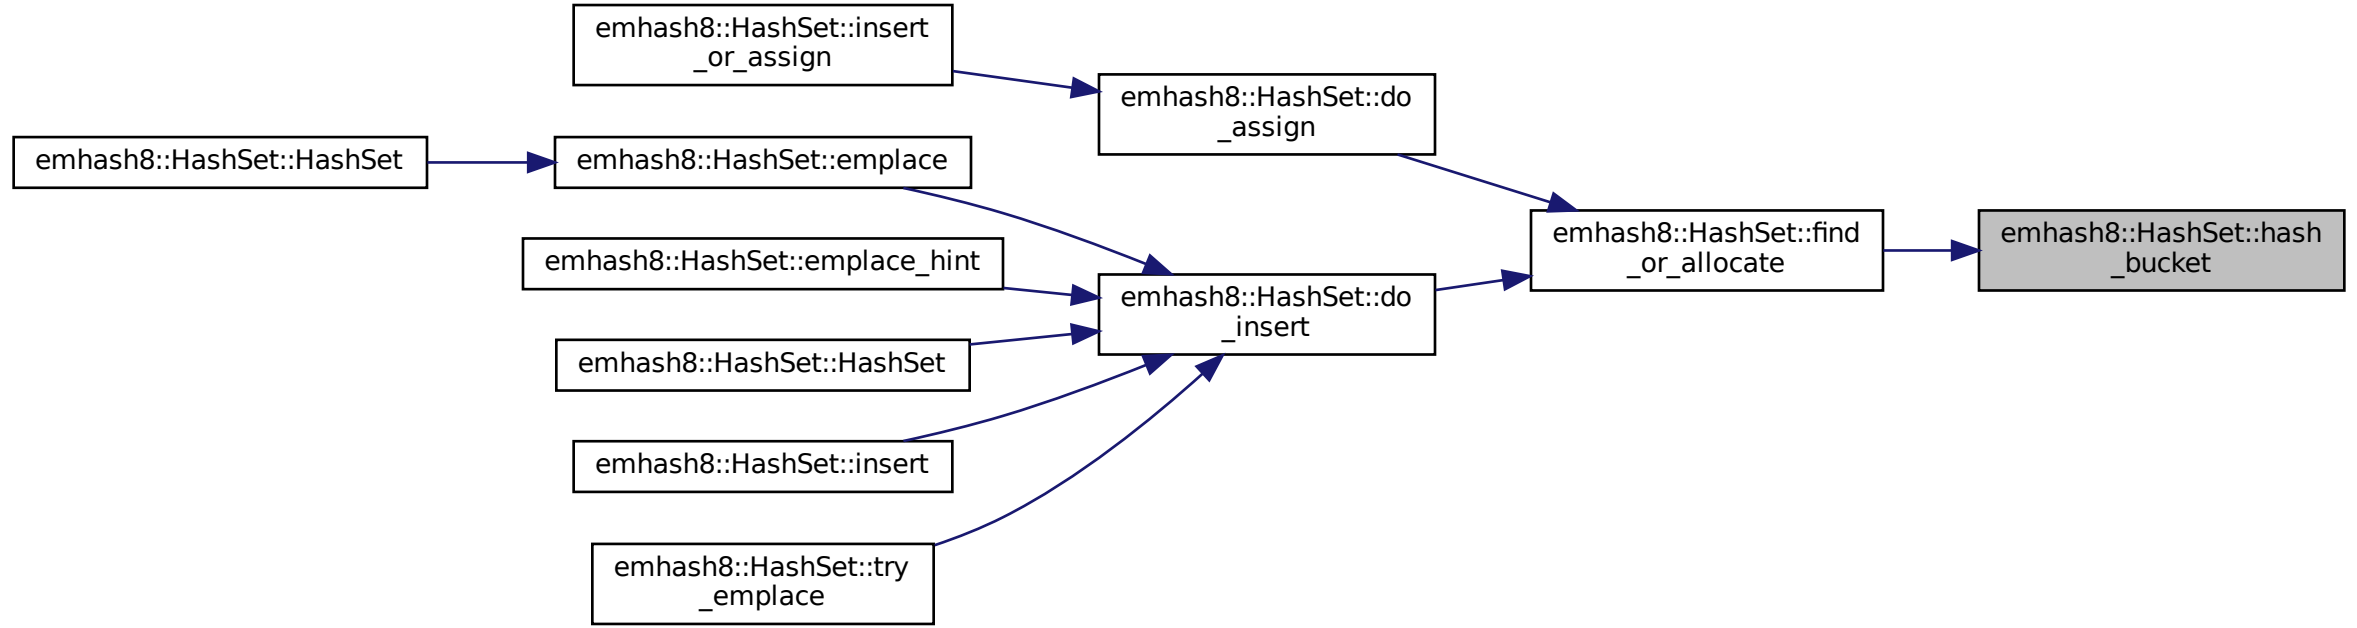 emhash8::HashSet::insert
_or_assign
emhash8::HashSet::do
_assign
emhash8::HashSet::HashSet
emhash8::HashSet::emplace
emhash8::HashSet::find
_or_allocate
emhash8::HashSet::hash
_bucket
emhash8::HashSet::emplace_hint
emhash8::HashSet::do
_insert
emhash8::HashSet::HashSet
emhash8::HashSet::insert
emhash8::HashSet::try
_emplace